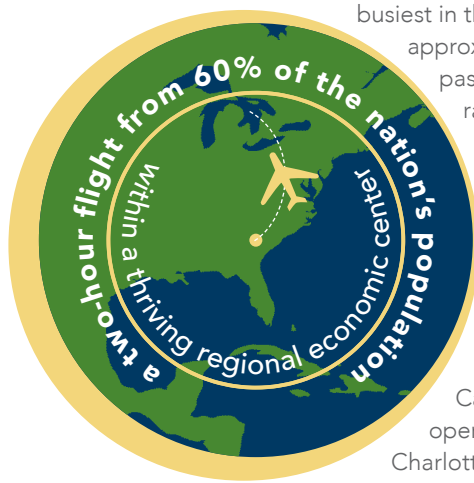 busiest in th
approx
pas
ra
a two-hour flight from 60% of the nation's population
within a thriving regional economic center
Ca
oper
Charlott